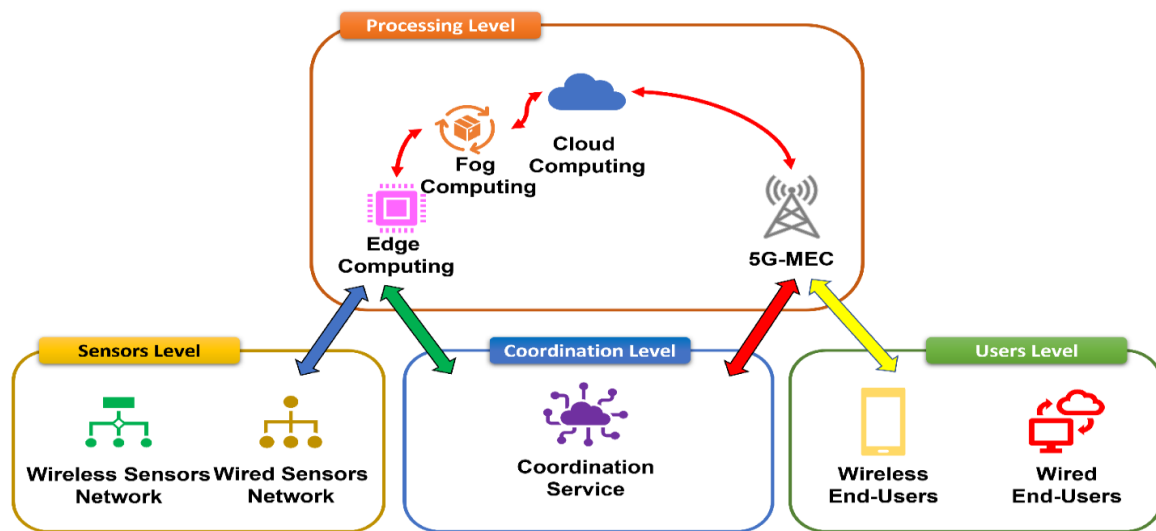 Processing Level
Cloud
Computing
Fog
Computing
Edge
Computing
5G-MEC
Sensors Level
Wireless Sensors
Network
Wired Sensors
Network
Coordination Level
Coordination
Service
Users Level
Wireless
End-Users
Wired
End-Users